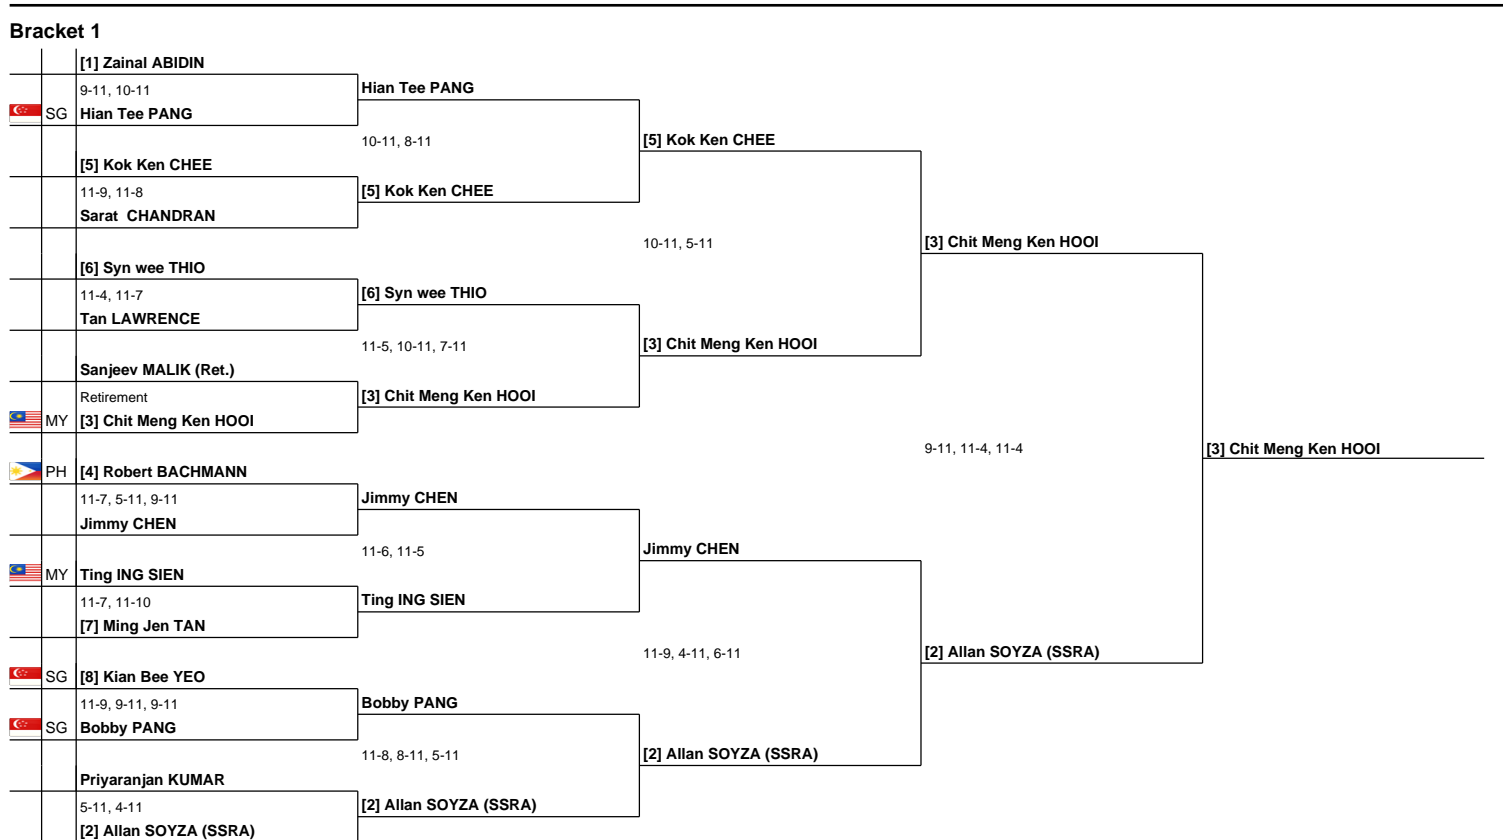 Bracket 1
[1] Zainal ABIDIN
9-11, 10-11
Hian Tee PANG
SG Hian Tee PANG
10-11, 8-11
[5] Kok Ken CHEE
[5] Kok Ken CHEE
11-9, 11-8
[5] Kok Ken CHEE
Sarat CHANDRAN
10-11, 5-11
[3] Chit Meng Ken HOOI
[6] Syn wee THIO
11-4, 11-7
[6] Syn wee THIO
Tan LAWRENCE
11-5, 10-11, 7-11
[3] Chit Meng Ken HOOI
Sanjeev MALIK (Ret.)
Retirement
[3] Chit Meng Ken HOOI
MY [3] Chit Meng Ken HOOI
9-11, 11-4, 11-4
[3] Chit Meng Ken HOOI
PH [4] Robert BACHMANN
11-7, 5-11, 9-11
Jimmy CHEN
Jimmy CHEN
11-6, 11-5
Jimmy CHEN
MY Ting ING SIEN
11-7, 11-10
Ting ING SIEN
[7] Ming Jen TAN
11-9, 4-11, 6-11
[2] Allan SOYZA (SSRA)
SG [8] Kian Bee YEO
11-9, 9-11, 9-11
Bobby PANG
SG Bobby PANG
11-8, 8-11, 5-11
[2] Allan SOYZA (SSRA)
Priyaranjan KUMAR
5-11, 4-11
[2] Allan SOYZA (SSRA)
[2] Allan SOYZA (SSRA)